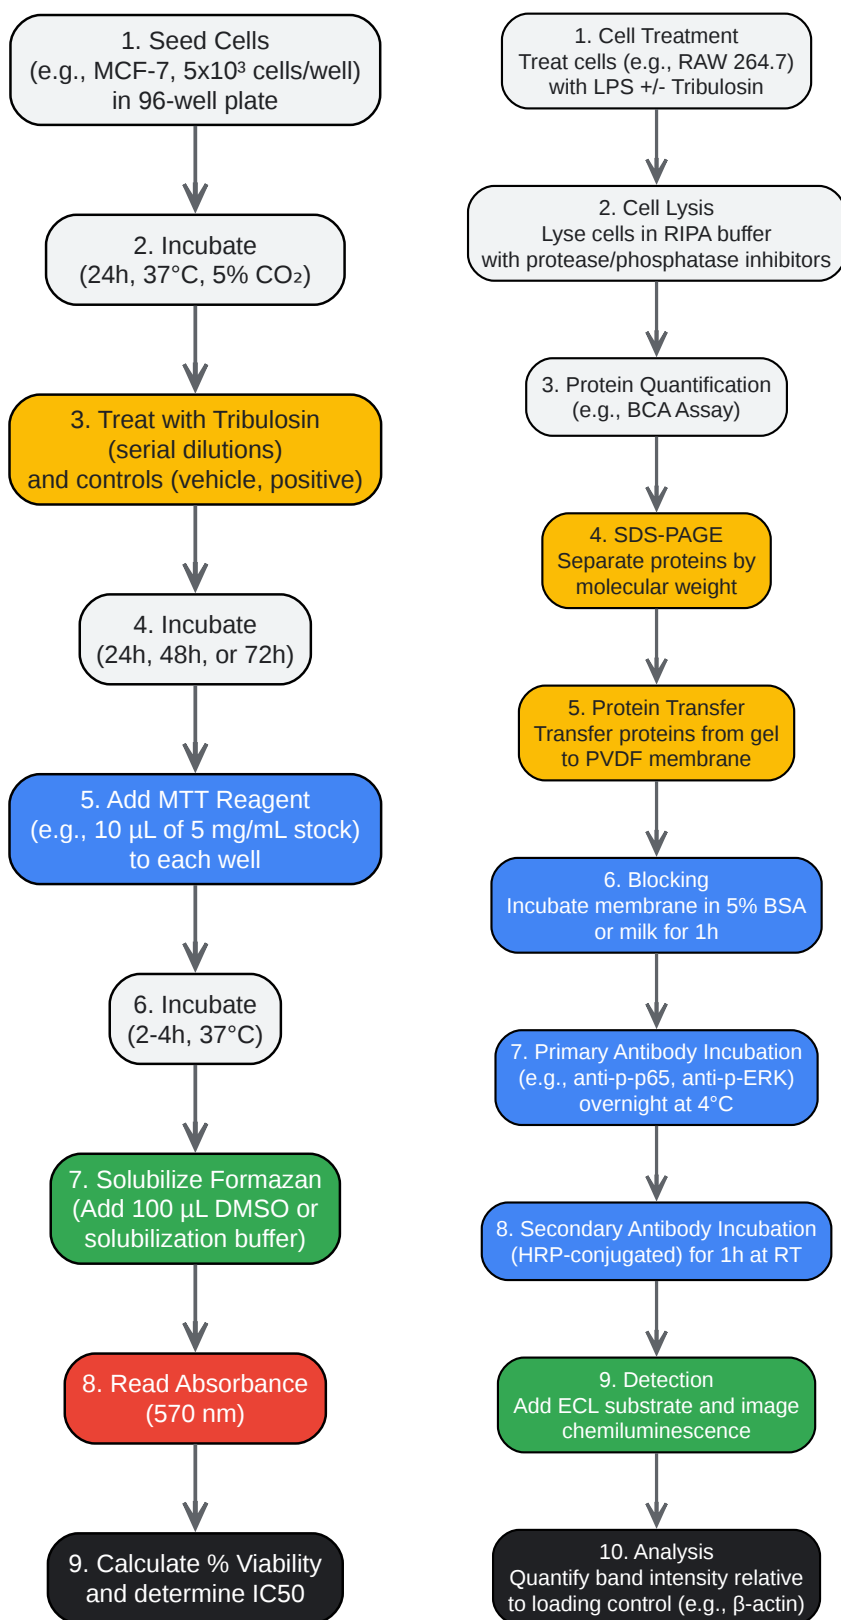 1. Seed Cells
(e.g., MCF-7, 5x10³ cells/well)
in 96-well plate
2. Incubate
(24h, 37°C, 5% CO₂)
3. Treat with Tribulosin
(serial dilutions)
and controls (vehicle, positive)
4. Incubate
(24h, 48h, or 72h)
5. Add MTT Reagent
(e.g., 10 µL of 5 mg/mL stock)
to each well
6. Incubate
(2-4h, 37°C)
7. Solubilize Formazan
(Add 100 µL DMSO or
solubilization buffer)
8. Read Absorbance
(570 nm)
9. Calculate % Viability
and determine IC50
1. Cell Treatment
Treat cells (e.g., RAW 264.7)
with LPS +/- Tribulosin
2. Cell Lysis
Lyse cells in RIPA buffer
with protease/phosphatase inhibitors
3. Protein Quantification
(e.g., BCA Assay)
4. SDS-PAGE
Separate proteins by
molecular weight
5. Protein Transfer
Transfer proteins from gel
to PVDF membrane
6. Blocking
Incubate membrane in 5% BSA
or milk for 1h
7. Primary Antibody Incubation
(e.g., anti-p-p65, anti-p-ERK)
overnight at 4°C
8. Secondary Antibody Incubation
(HRP-conjugated) for 1h at RT
9. Detection
Add ECL substrate and image
chemiluminescence
10. Analysis
Quantify band intensity relative
to loading control (e.g., β-actin)